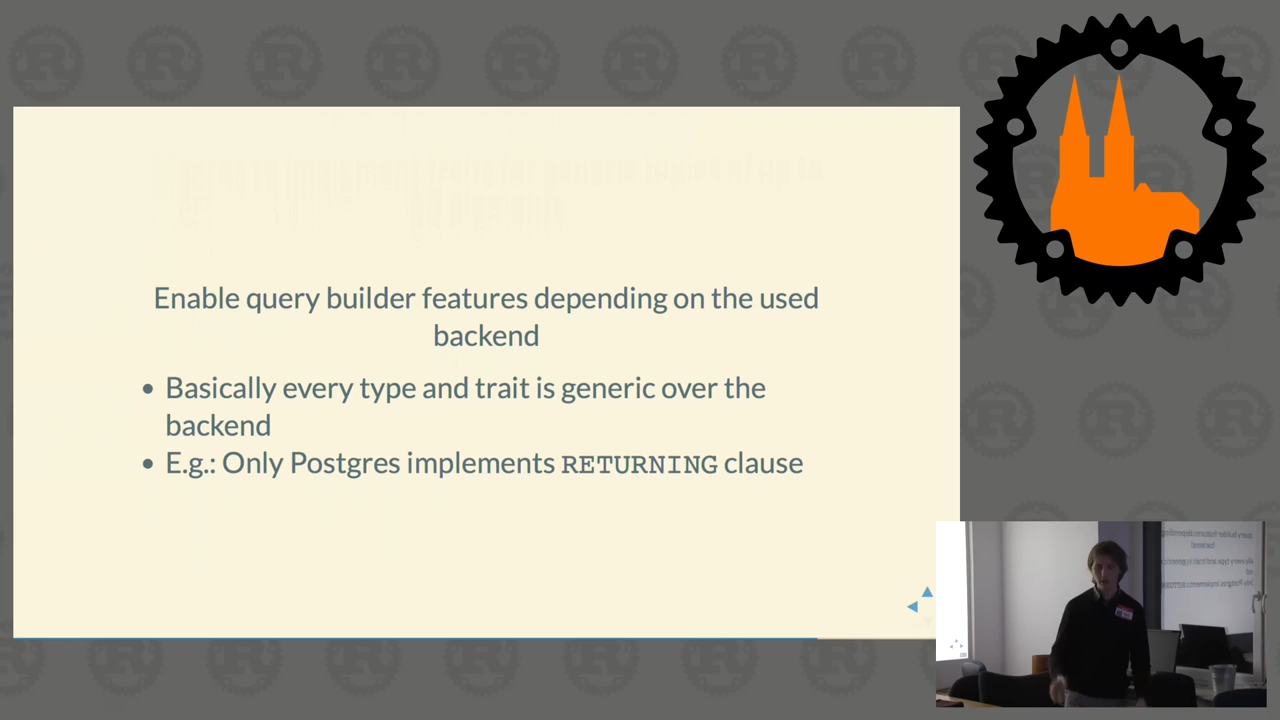 Enable query builder features depending on the used
backend
• Basically every type and trait is generic over the
backend
• E.g.: Only Postgres implements RETURNING clause